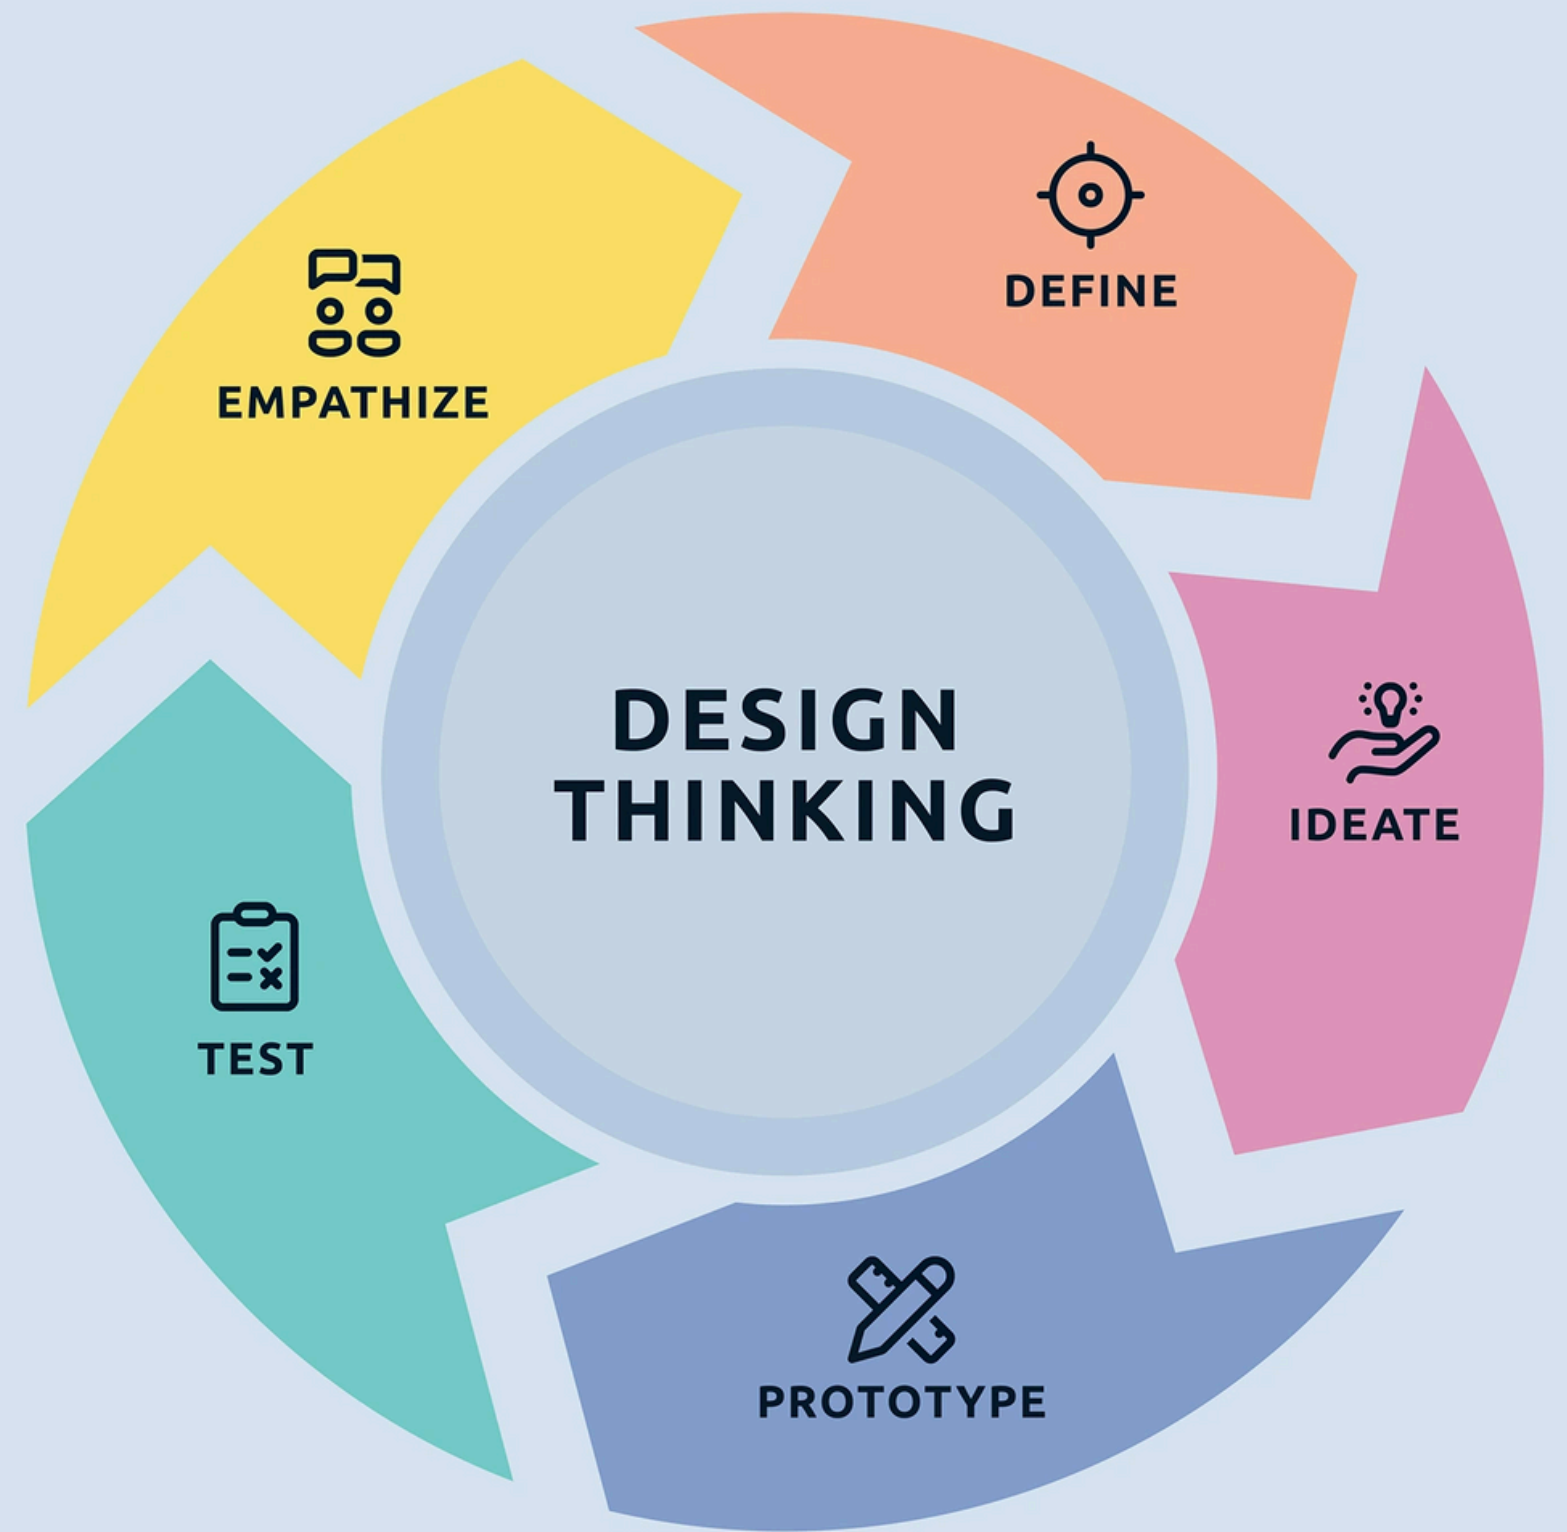 DEFINE
EMPATHIZE
DESIGN
THINKING
IDEATE
TEST
PROTOTYPE